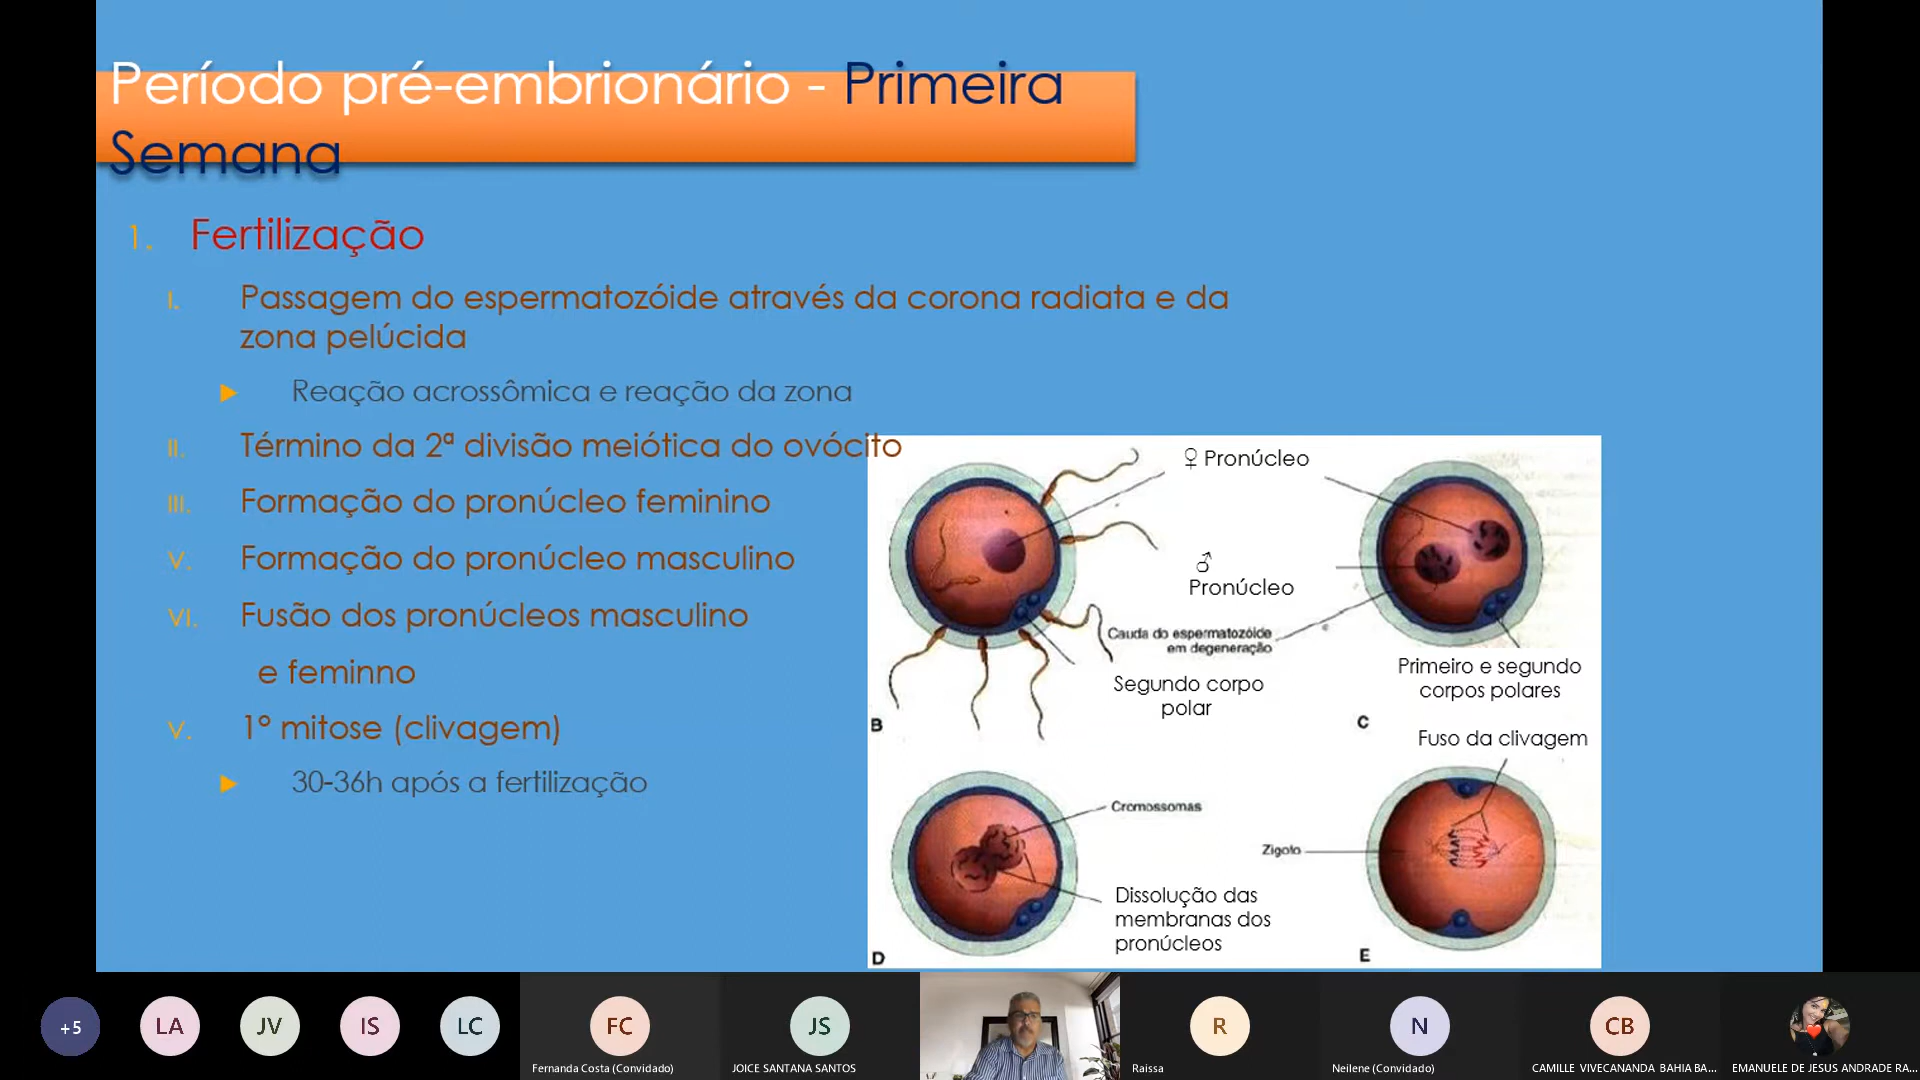 Período pré-embrionário - Primeira
Semana
1. Fertilização
I. Passagem do espermatozóide através da corona radiata e da
zona pelúcida
Reação acrossômica e reação da zona
II. Término da 2ª divisão meiótica do ovócito
III. Formação do pronúcleo feminino
V. Formação do pronúcleo masculino
VI. Fusão dos pronúcleos masculino
e feminno
V. 1º mitose (clivagem)
30-36h após a fertilização
♀ Pronúcleo
♂
Pronúcleo
Cauda do espermatozóide
em degeneração
Segundo corpo
polar
B
Primeiro e segundo
corpos polares
C
Fuso da clivagem
Cromossomas
Dissolução das
membranas dos
pronúcleos
D
Zigoto
E
+5
LA
JV
IS
LC
FC
Fernanda Costa (Convidado)
JS
JOICE SANTANA SANTOS
R
Raissa
N
Neilene (Convidado)
CB
CAMILLE VIVECANANDA BAHIA BA...
EMANUELE DE JESUS ANDRADE RA...